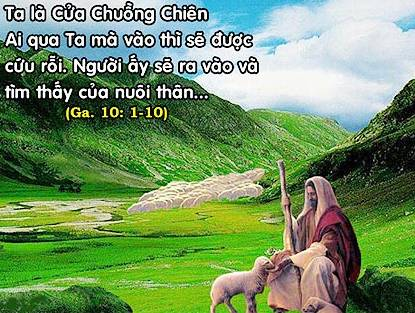 Ta là Cửa Chuồng Chiên
Ai qua Ta mà vào thì sẽ được
cứu rỗi. Người ấy sẽ ra vào và
tìm thấy của nuôi thân...
(Ga. 10: 1-10)